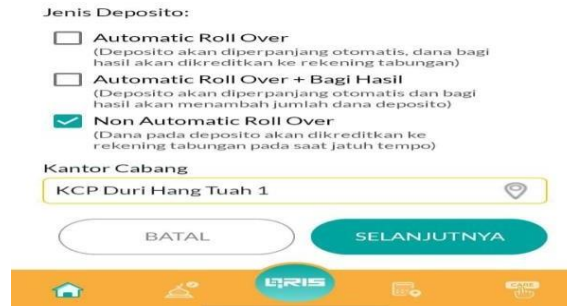 Jenis Deposito:
Automatic Roll Over
(Deposito akan diperpanjang otomatis, dana bagi
hasil akan dikreditkan ke rekening tabungan)
Automatic Roll Over + Bagi Hasil
(Deposito akan diperpanjang otomatis dan bagi
hasil akan menambah jumlah dana deposito)
Non Automatic Roll Over
(Dana pada deposito akan dikreditkan ke
rekening tabungan pada saat jatuh tempo)
Kantor Cabang
KCP Duri Hang Tuah 1
BATAL SELANJUTNYA
QRIS CARE